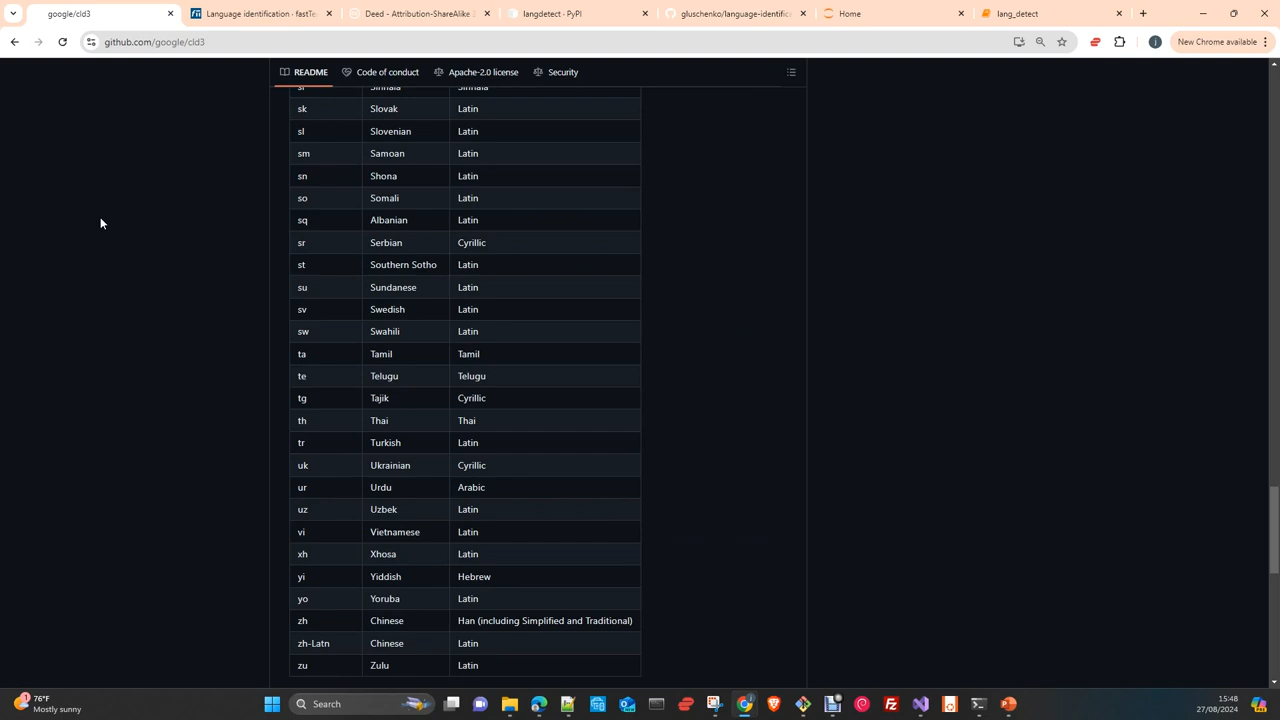 google/cld3
Language identification · fastTe
Deed - Attribution-ShareAlike
langdetect · PyPI
gluschenko/language-identific
Home
lang_detect
github.com/google/cld3
New Chrome available
README
Code of conduct
Apache-2.0 license
Security
sk Slovak Latin
sl Slovenian Latin
sm Samoan Latin
sn Shona Latin
so Somali Latin
sq Albanian Latin
sr Serbian Cyrillic
st Southern Sotho Latin
su Sundanese Latin
sv Swedish Latin
sw Swahili Latin
ta Tamil Tamil
te Telugu Telugu
tg Tajik Cyrillic
th Thai Thai
tr Turkish Latin
uk Ukrainian Cyrillic
ur Urdu Arabic
uz Uzbek Latin
vi Vietnamese Latin
xh Xhosa Latin
yi Yiddish Hebrew
yo Yoruba Latin
zh Chinese Han (including Simplified and Traditional)
zh-Latn Chinese Latin
zu Zulu Latin
1
76°F
Mostly sunny
Search
15:48
27/08/2024